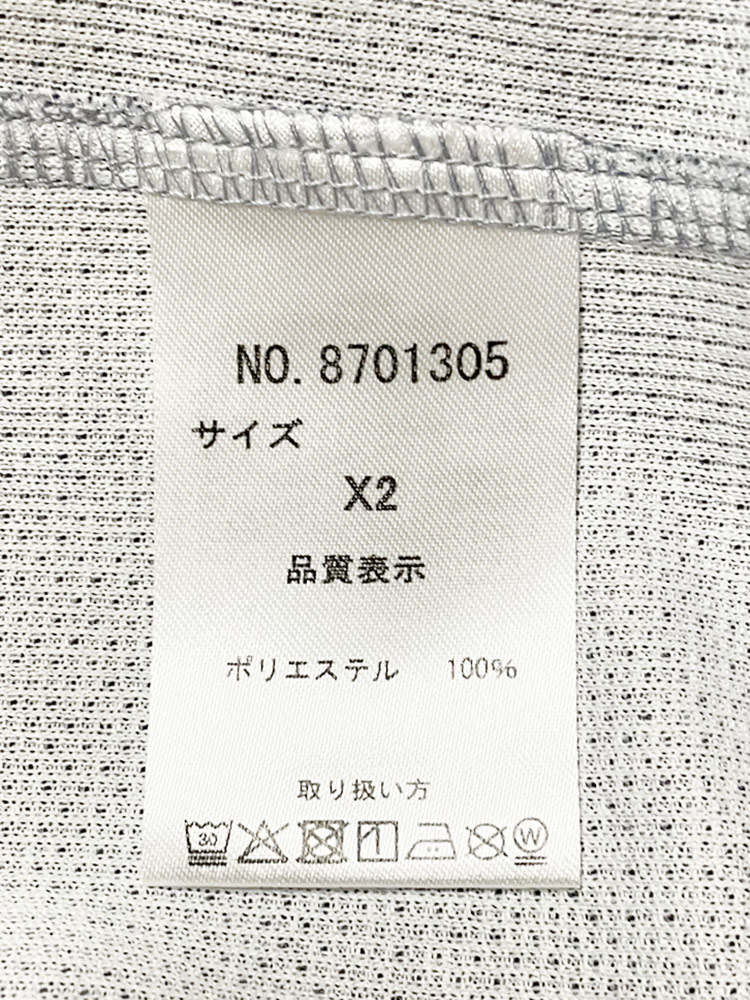 NO. 8701305
サイズ
X2
品質表示
ポリエステル 100%
取り扱い方
30 W